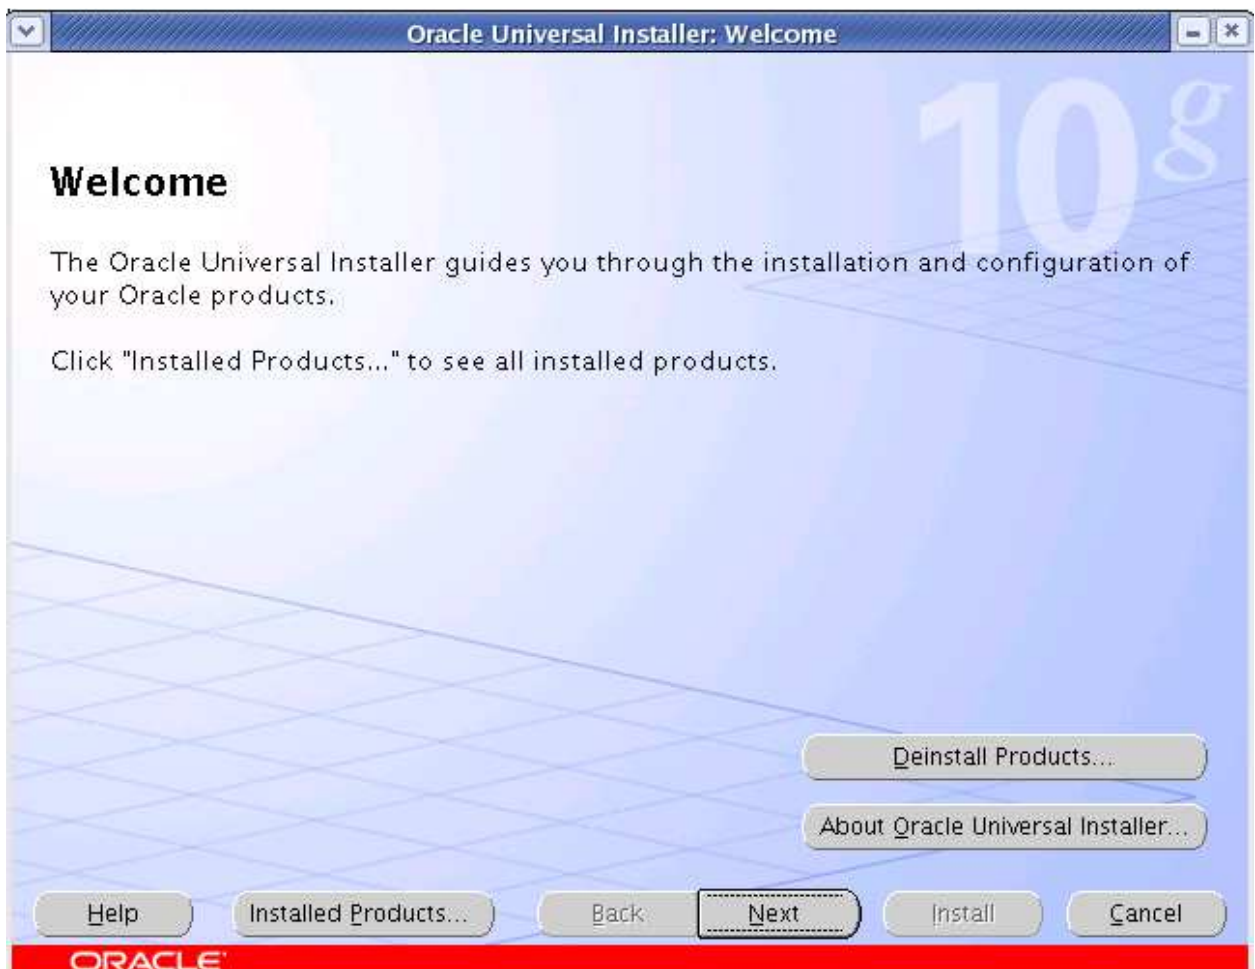 Oracle Universal Installer: Welcome
10g
Welcome
The Oracle Universal Installer guides you through the installation and configuration of
your Oracle products.
Click "Installed Products..." to see all installed products.
Deinstall Products...
About Oracle Universal Installer...
Help Installed Products... Back Next Install Cancel
ORACLE